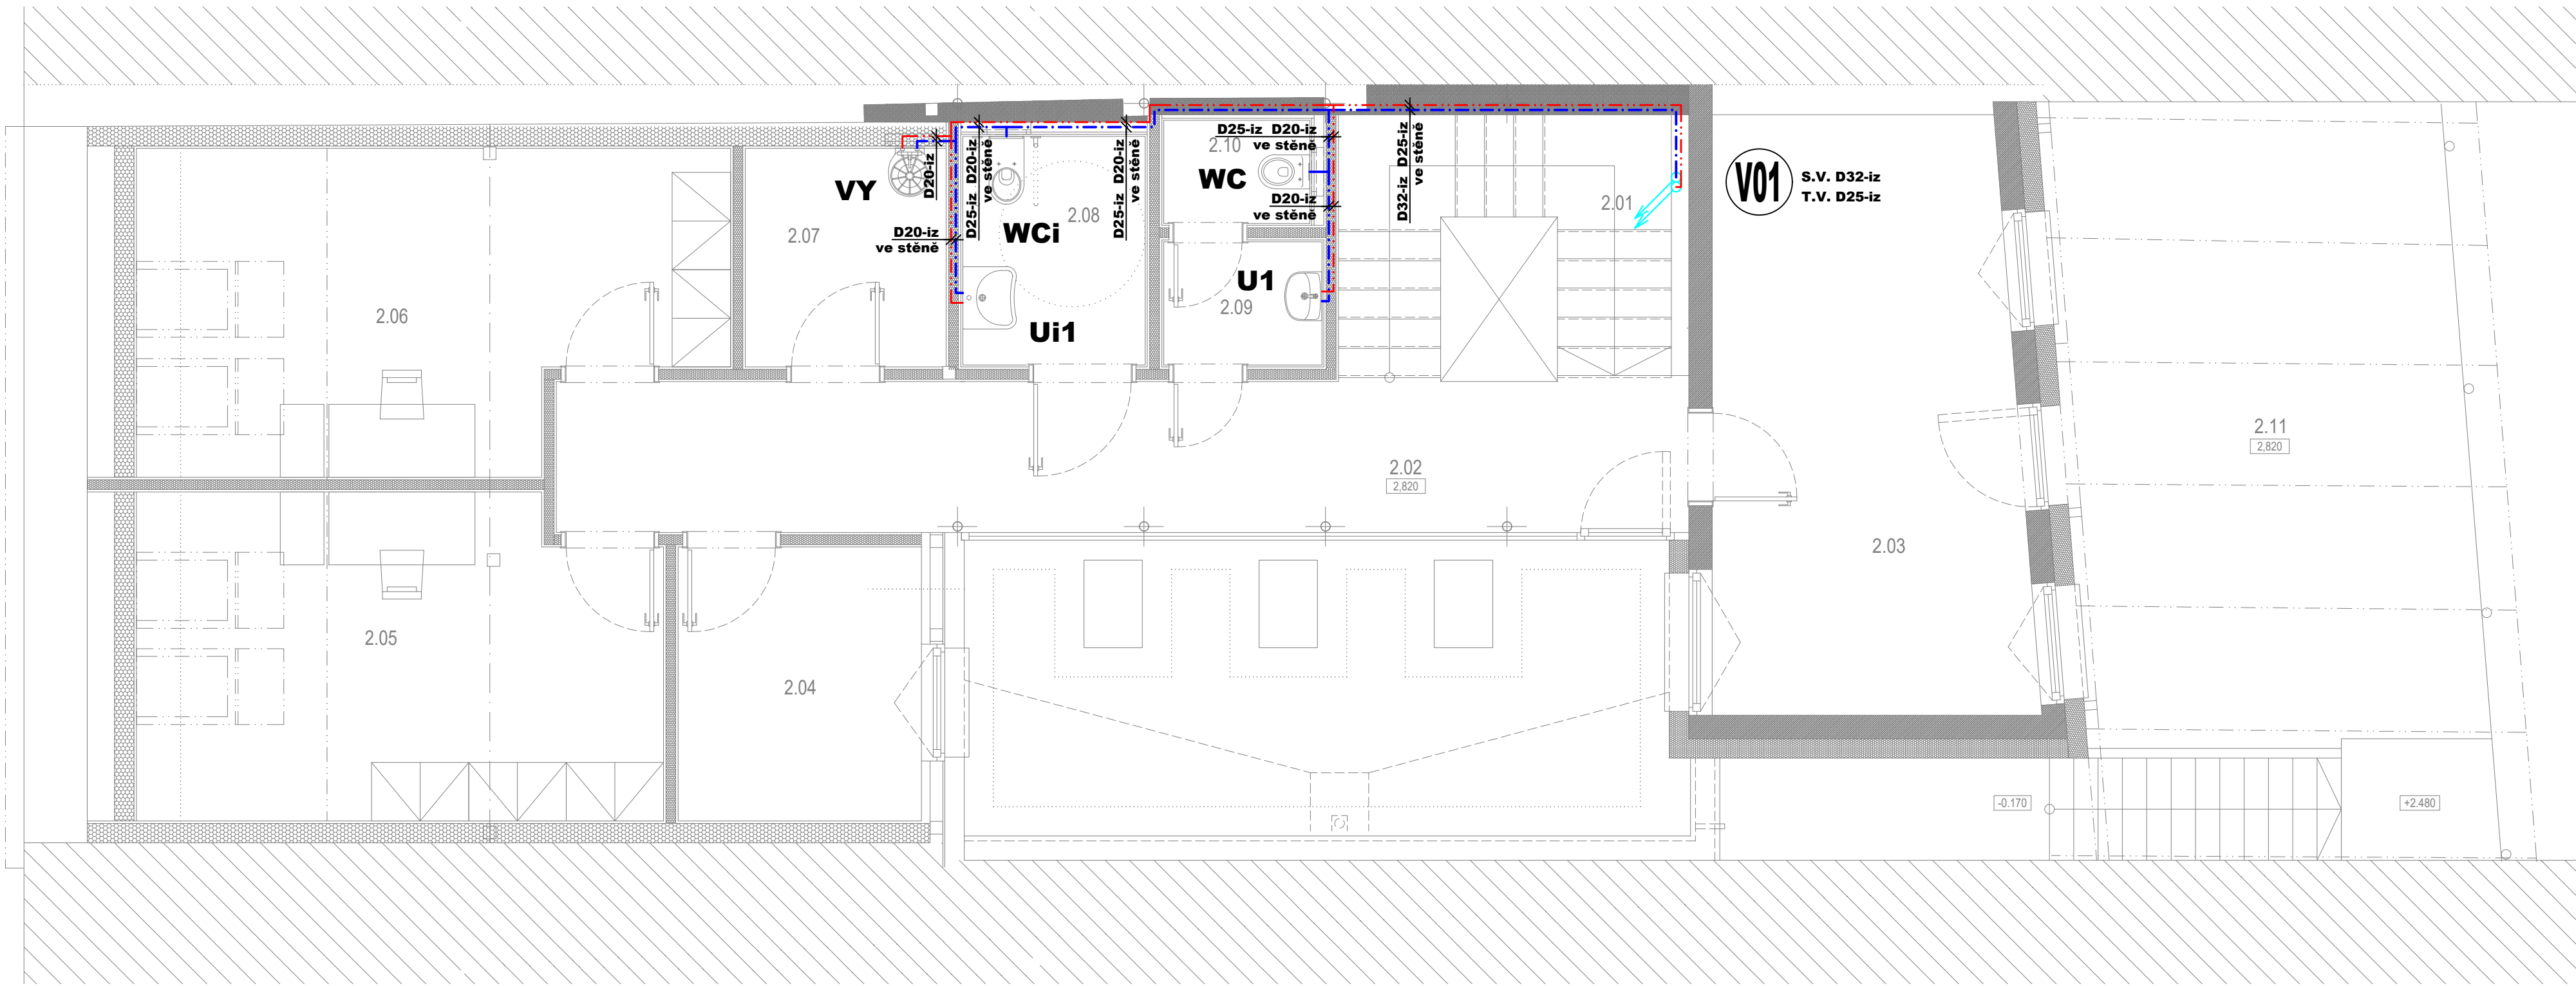 D25-iz D20-iz
ve stěně
2.10
WC
D20-iz
ve stěně
D32-iz D25-iz
ve stěně
2.01
V01
S.V. D32-iz
T.V. D25-iz
VY
D20-iz
D25-iz D20-iz
ve stěně
2.08
D25-iz D20-iz
ve stěně
WCi
2.07
D20-iz
ve stěně
U1
2.09
Ui1
2.06
2.11
2,820
2.02
2,820
2.03
2.05
2.04
-0.170
+2.480